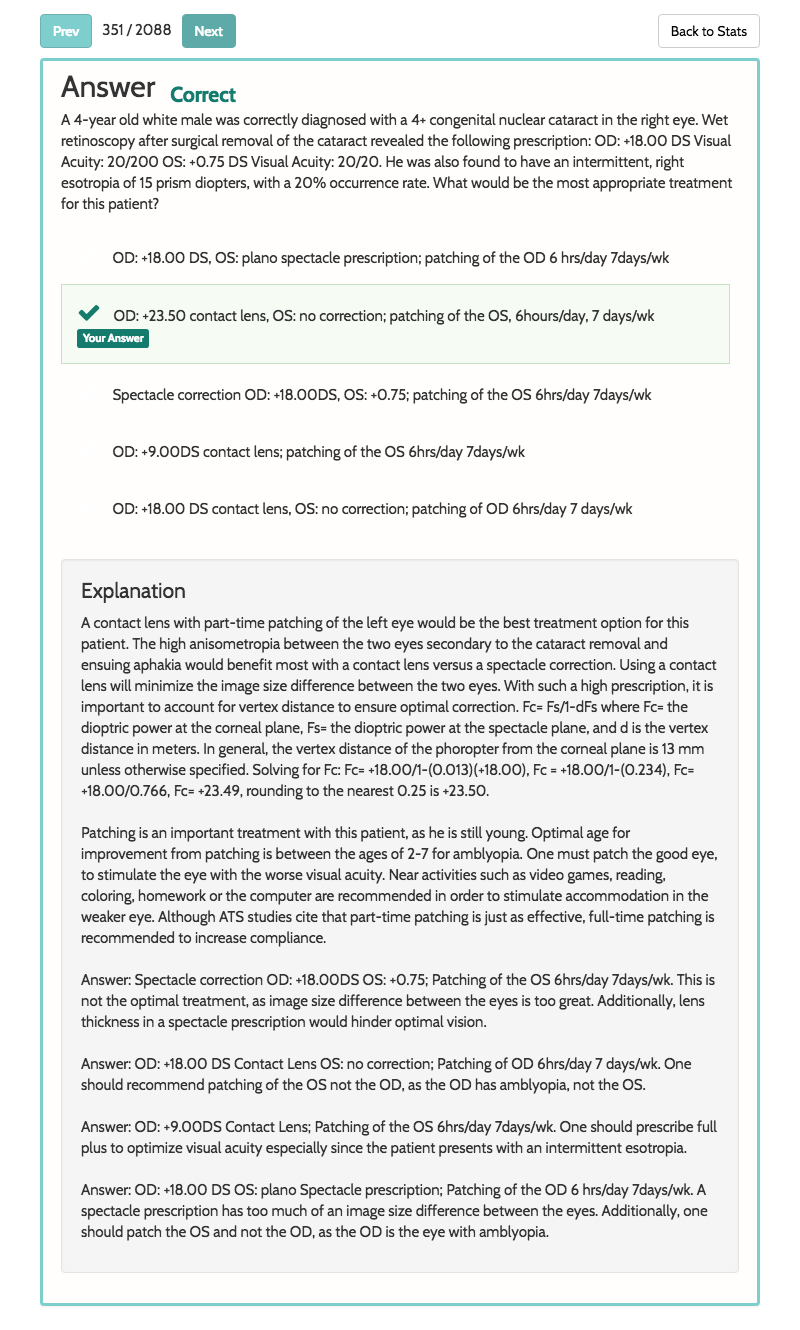 Prev 351 / 2088 Next Back to Stats
Answer Correct
A 4-year old white male was correctly diagnosed with a 4+ congenital nuclear cataract in the right eye. Wet
retinoscopy after surgical removal of the cataract revealed the following prescription: OD: +18.00 DS Visual
Acuity: 20/200 OS: +0.75 DS Visual Acuity: 20/20. He was also found to have an intermittent, right
esotropia of 15 prism diopters, with a 20% occurrence rate. What would be the most appropriate treatment
for this patient?
OD: +18.00 DS, OS: plano spectacle prescription; patching of the OD 6 hrs/day 7days/wk
OD: +23.50 contact lens, OS: no correction; patching of the OS, 6hours/day, 7 days/wk
Your Answer
Spectacle correction OD: +18.00DS, OS: +0.75; patching of the OS 6hrs/day 7days/wk
OD: +9.00DS contact lens; patching of the OS 6hrs/day 7days/wk
OD: +18.00 DS contact lens, OS: no correction; patching of OD 6hrs/day 7 days/wk
Explanation
A contact lens with part-time patching of the left eye would be the best treatment option for this
patient. The high anisometropia between the two eyes secondary to the cataract removal and
ensuing aphakia would benefit most with a contact lens versus a spectacle correction. Using a contact
lens will minimize the image size difference between the two eyes. With such a high prescription, it is
important to account for vertex distance to ensure optimal correction. Fc= Fs/1-dFs where Fc= the
dioptric power at the corneal plane, Fs= the dioptric power at the spectacle plane, and d is the vertex
distance in meters. In general, the vertex distance of the phoropter from the corneal plane is 13 mm
unless otherwise specified. Solving for Fc: Fc= +18.00/1-(0.013)(+18.00), Fc = +18.00/1-(0.234), Fc=
+18.00/0.766, Fc= +23.49, rounding to the nearest 0.25 is +23.50.
Patching is an important treatment with this patient, as he is still young. Optimal age for
improvement from patching is between the ages of 2-7 for amblyopia. One must patch the good eye,
to stimulate the eye with the worse visual acuity. Near activities such as video games, reading,
coloring, homework or the computer are recommended in order to stimulate accommodation in the
weaker eye. Although ATS studies cite that part-time patching is just as effective, full-time patching is
recommended to increase compliance.
Answer: Spectacle correction OD: +18.00DS OS: +0.75; Patching of the OS 6hrs/day 7days/wk. This is
not the optimal treatment, as image size difference between the eyes is too great. Additionally, lens
thickness in a spectacle prescription would hinder optimal vision.
Answer: OD: +18.00 DS Contact Lens OS: no correction; Patching of OD 6hrs/day 7 days/wk. One
should recommend patching of the OS not the OD, as the OD has amblyopia, not the OS.
Answer: OD: +9.00DS Contact Lens; Patching of the OS 6hrs/day 7days/wk. One should prescribe full
plus to optimize visual acuity especially since the patient presents with an intermittent esotropia.
Answer: OD: +18.00 DS OS: plano Spectacle prescription; Patching of the OD 6 hrs/day 7days/wk. A
spectacle prescription has too much of an image size difference between the eyes. Additionally, one
should patch the OS and not the OD, as the OD is the eye with amblyopia.